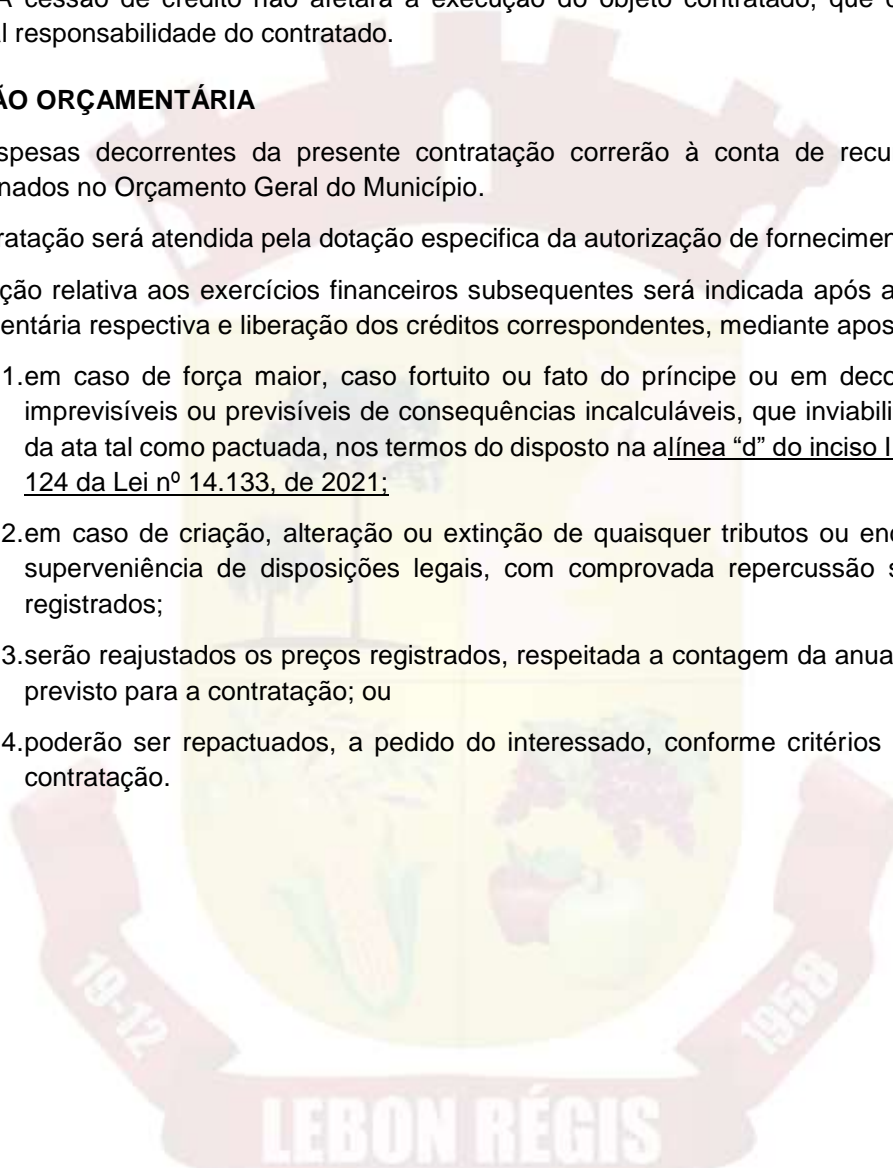 A cessão de crédito não afetará a execução do objeto contratado, que
l responsabilidade do contratado.
ÃO ORÇAMENTÁRIA
spesas decorrentes da presente contratação correrão à conta de recu
nados no Orçamento Geral do Município.
ratação será atendida pela dotação especifica da autorização de fornecimen
ção relativa aos exercícios financeiros subsequentes será indicada após a
entária respectiva e liberação dos créditos correspondentes, mediante apos
1.em caso de força maior, caso fortuito ou fato do príncipe ou em deco
imprevisíveis ou previsíveis de consequências incalculáveis, que inviabili
da ata tal como pactuada, nos termos do disposto na alínea “d” do inciso I
124 da Lei nº 14.133, de 2021;
2.em caso de criação, alteração ou extinção de quaisquer tributos ou enc
superveniência de disposições legais, com comprovada repercussão s
registrados;
3.serão reajustados os preços registrados, respeitada a contagem da anua
previsto para a contratação; ou
4.poderão ser repactuados, a pedido do interessado, conforme critérios
contratação.
19-12
1958
LEBON RÉGIS